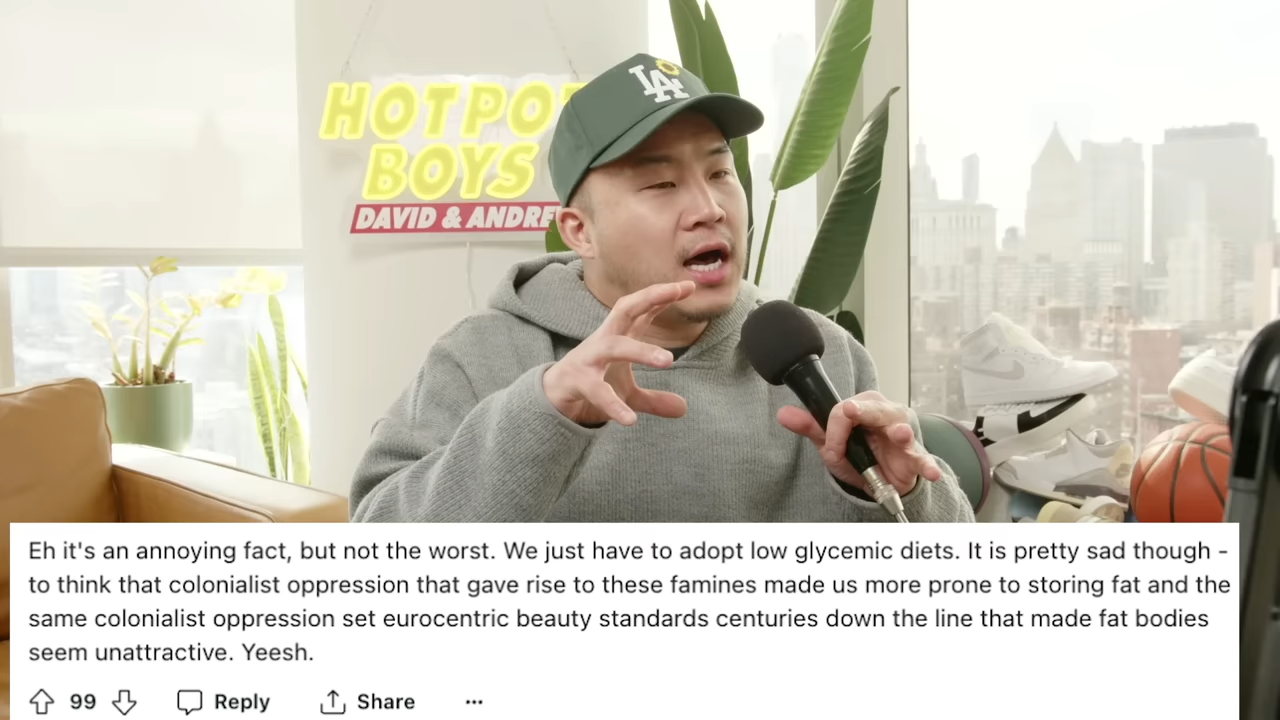 HOTPO
BOYS
DAVID & ANDRE
LA
Eh it's an annoying fact, but not the worst. We just have to adopt low glycemic diets. It is pretty sad though -
to think that colonialist oppression that gave rise to these famines made us more prone to storing fat and the
same colonialist oppression set eurocentric beauty standards centuries down the line that made fat bodies
seem unattractive. Yeesh.
99 Reply Share ...